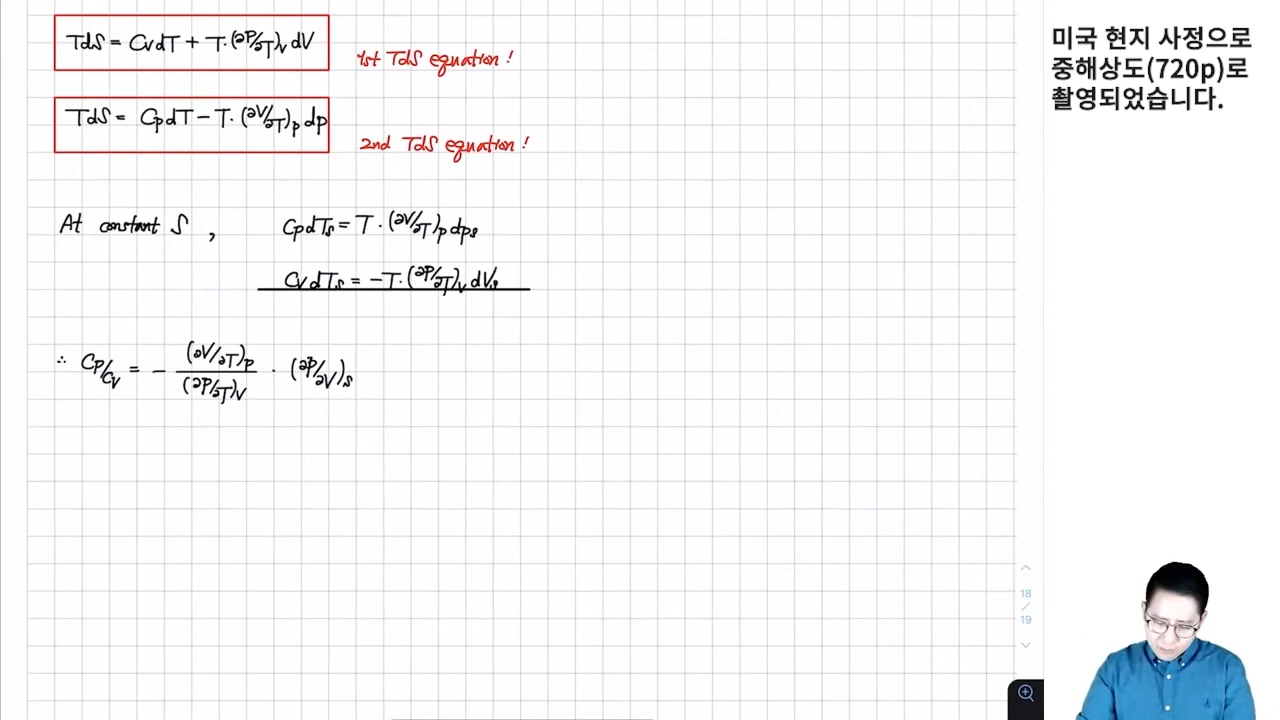 TdS = CvdT + T·(∂P/∂T)v dV
1st TdS equation!
TdS = CpdT − T·(∂V/∂T)p dp
2nd TdS equation!
At constant S, CpdTs = T·(∂V/∂T)p dps
CvdTs = −T·(∂P/∂T)v dVs
∴ CP/CV = − (∂V/∂T)p / (∂P/∂T)V · (∂P/∂V)s
미국 현지 사정으로
중해상도(720p)로
촬영되었습니다.
18
/
19